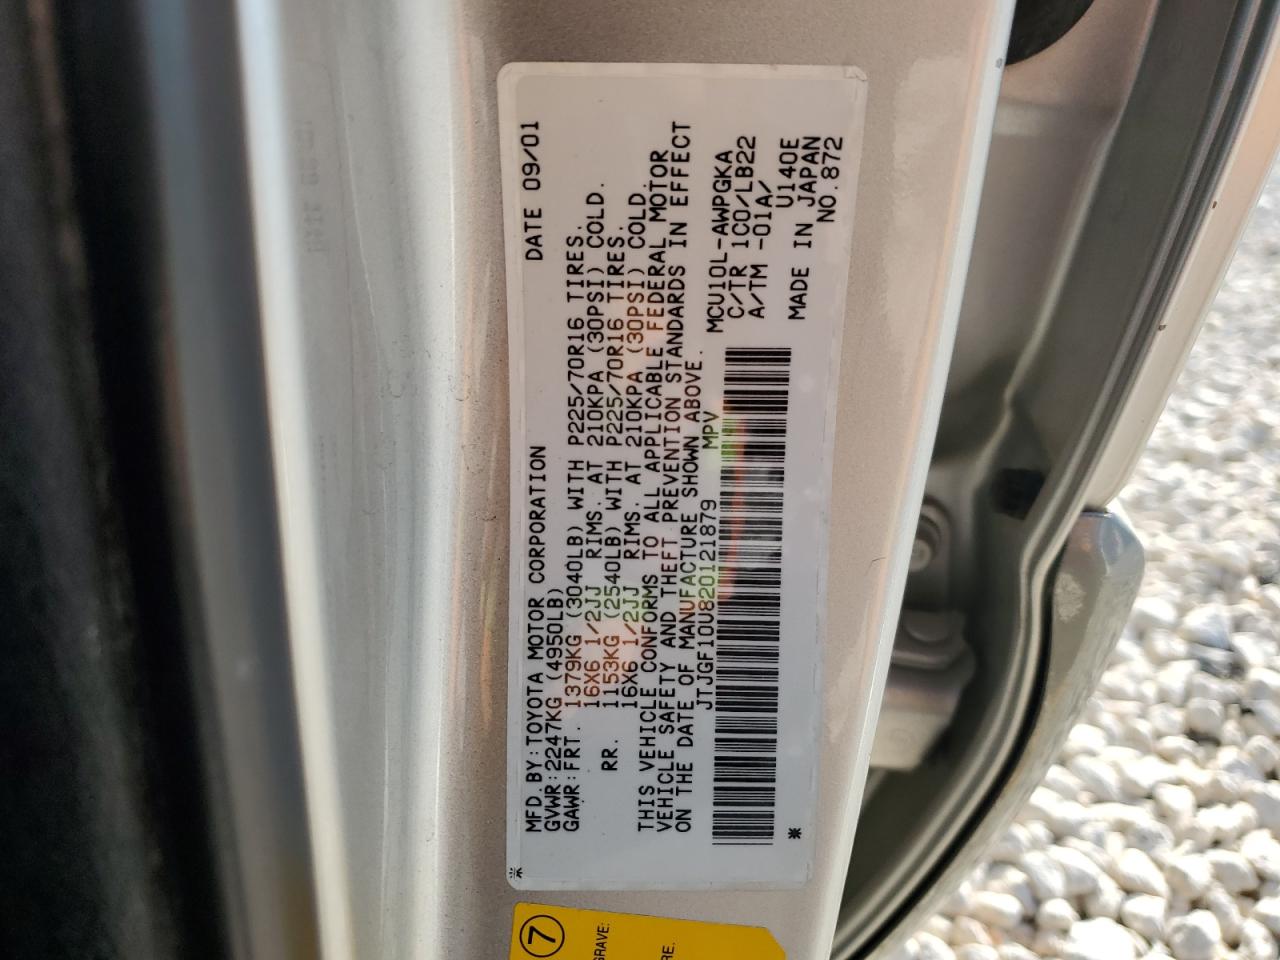 MFD.BY:TOYOTA MOTOR CORPORATION DATE 09/01
GVWR:2247KG (4950LB)
GAWR:FRT. 1379KG (3040LB) WITH P225/70R16 TIRES,
16X6 1/2JJ RIMS, AT 210KPA (30PSI) COLD.
RR. 1153KG (2540LB) WITH P225/70R16 TIRES,
16X6 1/2JJ RIMS, AT 210KPA (30PSI) COLD.
THIS VEHICLE CONFORMS TO ALL APPLICABLE FEDERAL MOTOR
VEHICLE SAFETY AND THEFT PREVENTION STANDARDS IN EFFECT
ON THE DATE OF MANUFACTURE SHOWN ABOVE.
JTJGF10U820121879 MPV
MCU10L-AWPGKA
C/TR 1C0/LB22
A/TM -01A/
U140E
MADE IN JAPAN
NO.872
7
GRAVE:
RE.